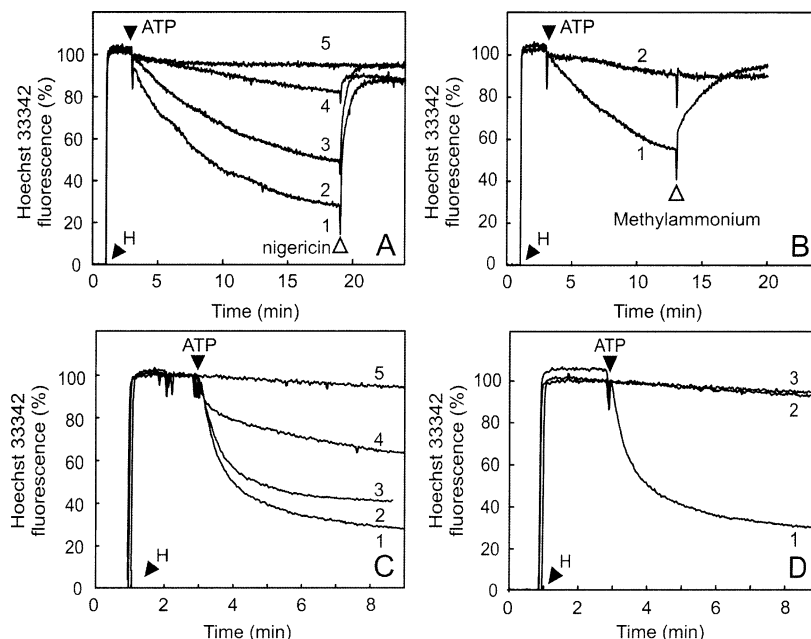 ATP
5
4
3
2
1
H
nigericin
A
100
80
60
40
20
0
Hoechst 33342
fluorescence (%)
0
5
10
15
20
Time (min)
ATP
2
1
H
Methylammonium
B
100
80
60
40
20
0
Hoechst 33342
fluorescence (%)
0
5
10
15
20
Time (min)
ATP
5
4
3
2
1
H
C
100
80
60
40
20
0
Hoechst 33342
fluorescence (%)
0
2
4
6
8
Time (min)
ATP
3
2
1
H
D
100
80
60
40
20
0
Hoechst 33342
fluorescence (%)
0
2
4
6
8
Time (min)